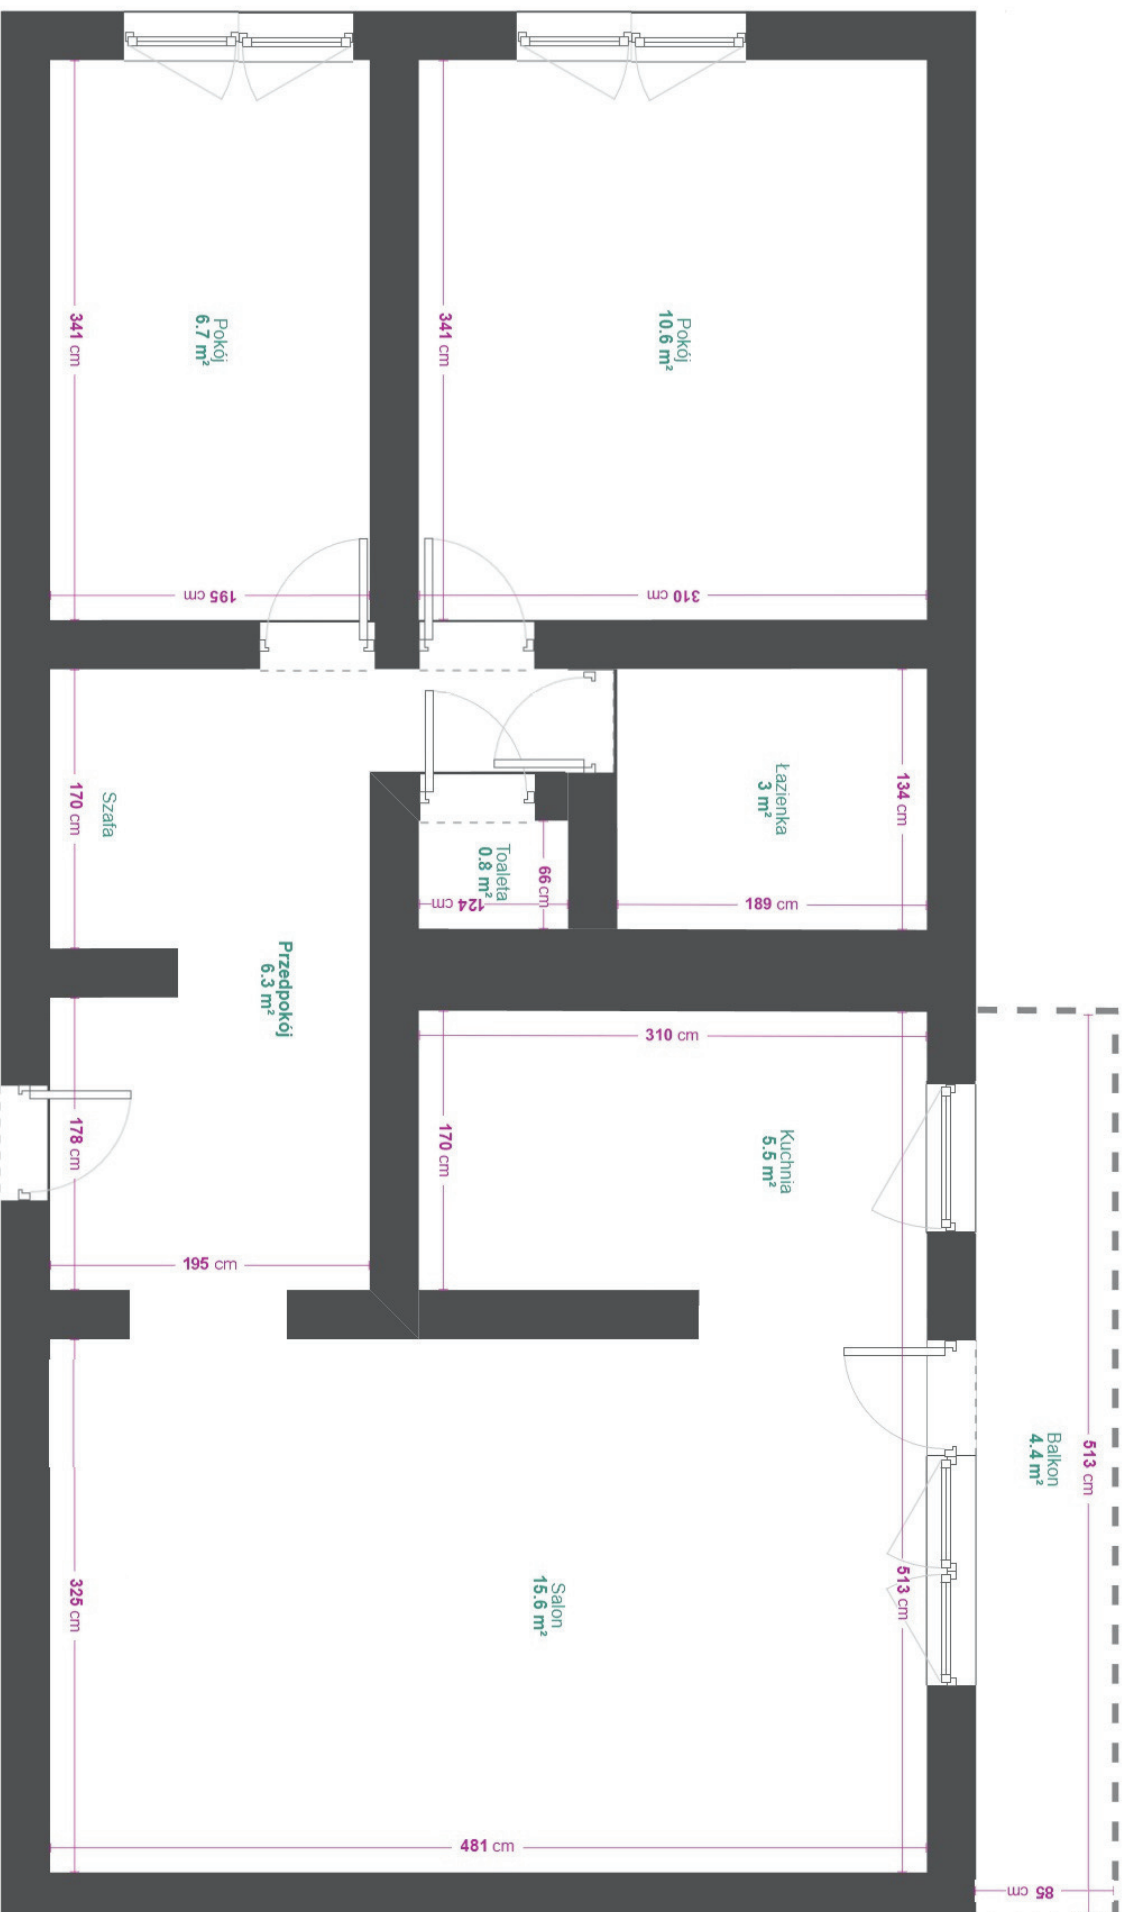 341 cm
Pokój
6.7 m²
195 cm
341 cm
Pokój
10.6 m²
310 cm
170 cm
Szafa
Przedpokój
6.3 m²
178 cm
195 cm
Toaleta
0.8 m²
66 cm
124 cm
Łazienka
3 m²
134 cm
189 cm
310 cm
170 cm
Kuchnia
5.5 m²
513 cm
325 cm
Salon
15.6 m²
481 cm
Balkon
4.4 m²
513 cm
85 cm